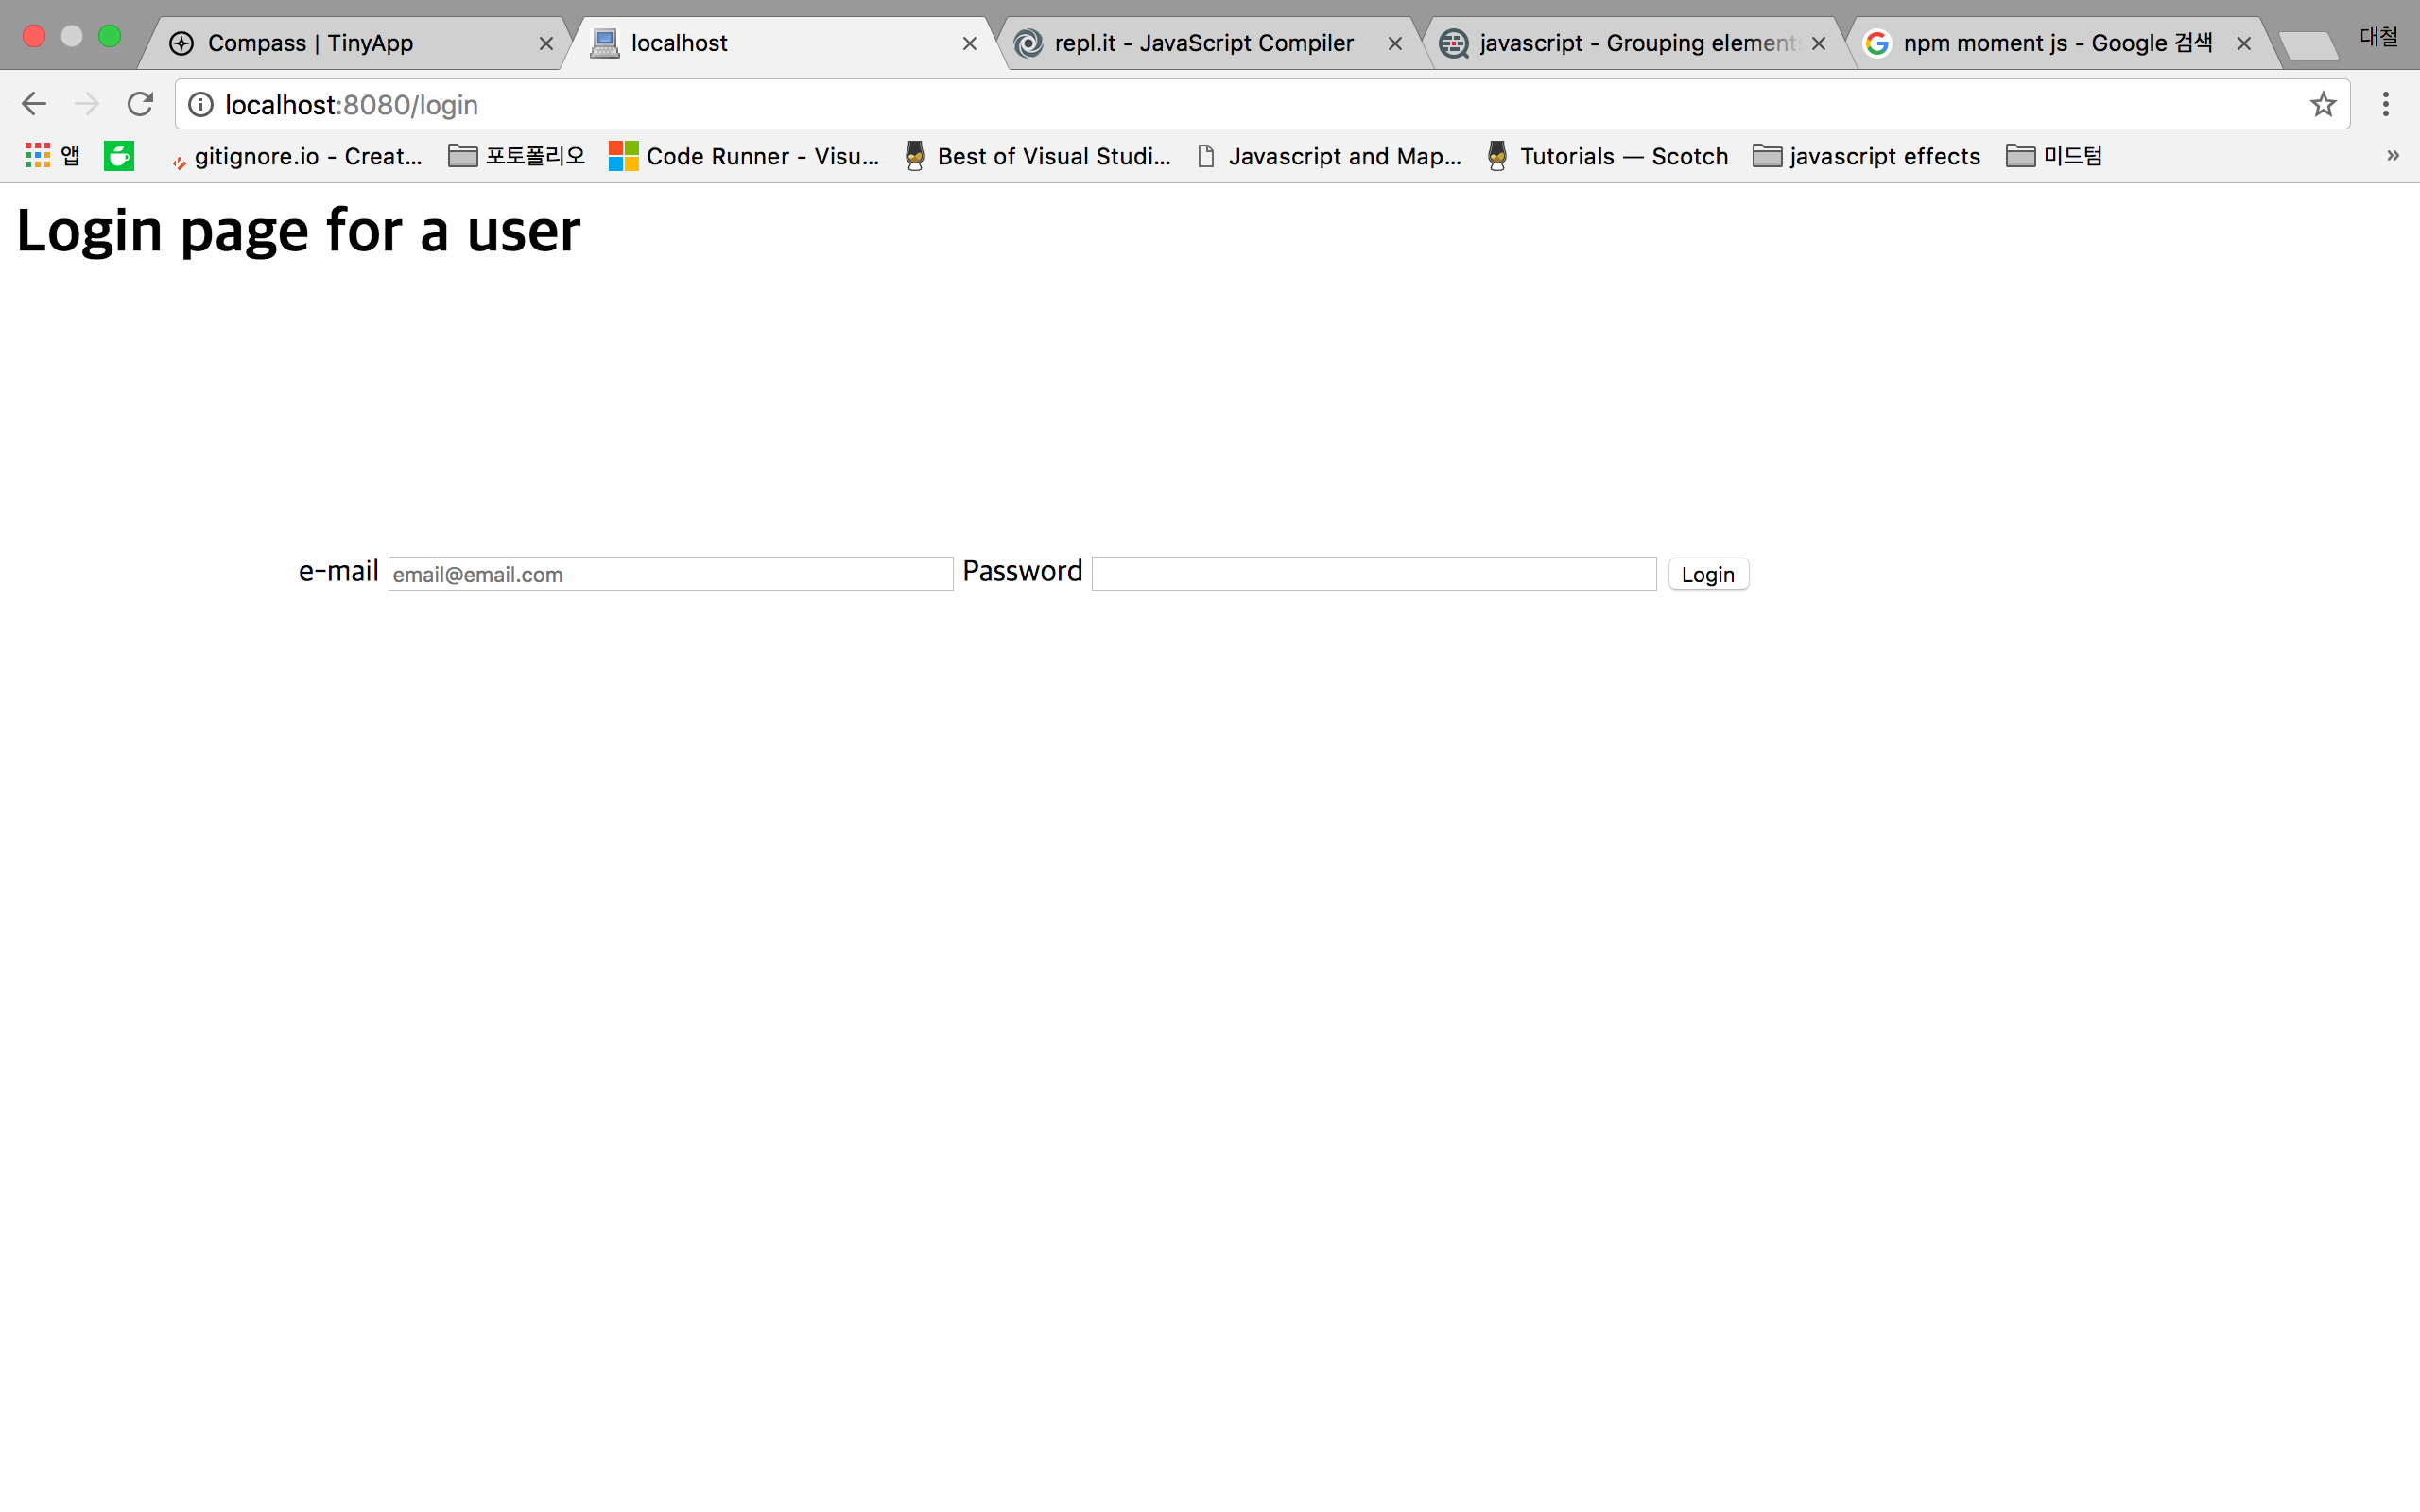 Compass | TinyApp localhost repl.it - JavaScript Compiler javascript - Grouping elements npm moment js - Google 검색 대철
localhost:8080/login
앱 gitignore.io - Creat... 포토폴리오 Code Runner - Visu... Best of Visual Studi... Javascript and Map... Tutorials — Scotch javascript effects 미드텀 »
Login page for a user
e-mail email@email.com Password Login